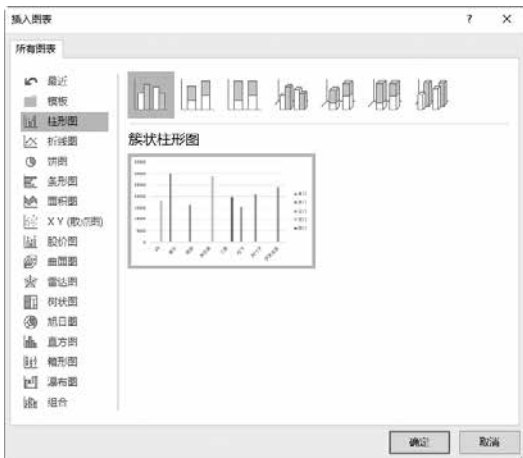 插入图表
? ×
所有图表
最近
模板
柱形图
折线图
饼图
条形图
面积图
X Y (散点图)
股价图
曲面图
雷达图
树状图
旭日图
直方图
箱形图
瀑布图
组合
簇状柱形图
确定
取消